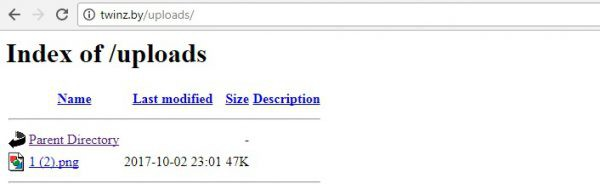 twinz.by/uploads/
Index of /uploads
Name Last modified Size Description
Parent Directory -
1 (2).png 2017-10-02 23:01 47K